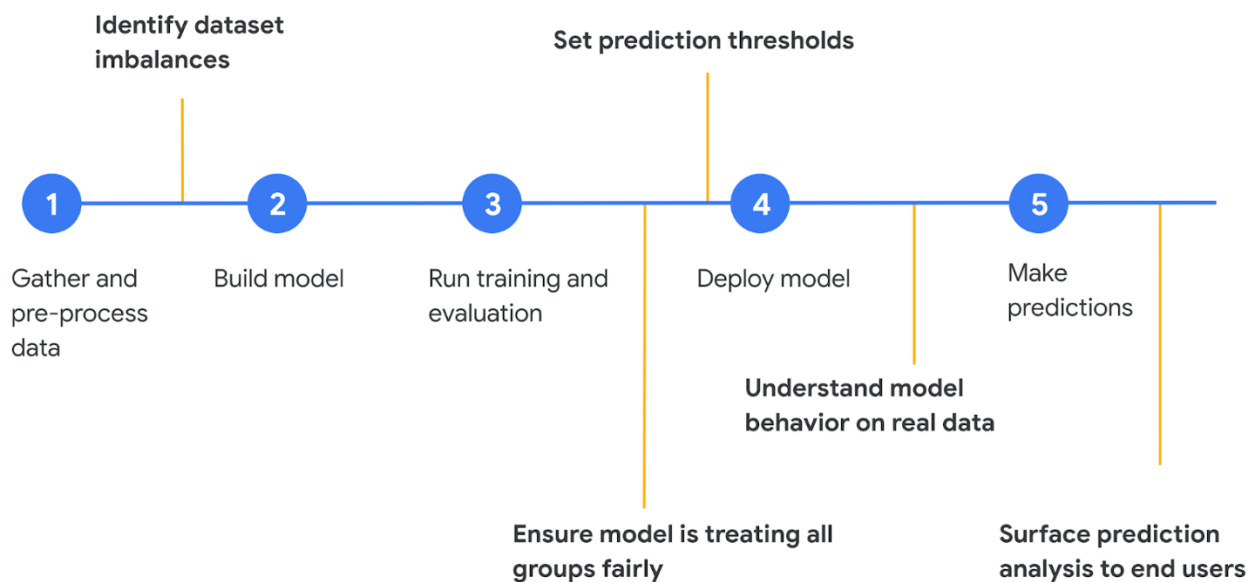 Identify dataset
imbalances
Set prediction thresholds
1
2
3
4
5
Gather and
pre-process
data
Build model
Run training and
evaluation
Deploy model
Make
predictions
Understand model
behavior on real data
Ensure model is treating all
groups fairly
Surface prediction
analysis to end users